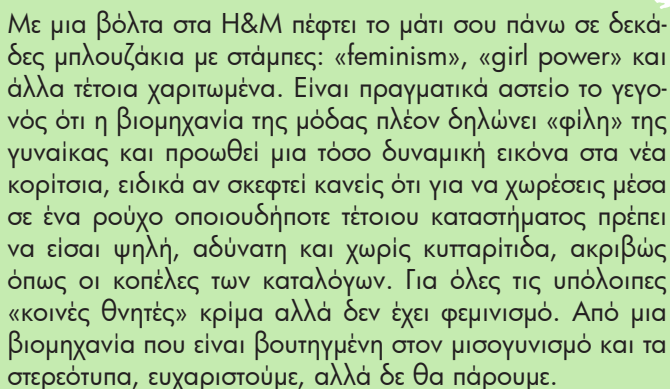 Με μια βόλτα στα H&M πέφτει το μάτι σου πάνω σε δεκά-
δες μπλουζάκια με στάμπες: «feminism», «girl power» και
άλλα τέτοια χαριτωμένα. Είναι πραγματικά αστείο το γεγο-
νός ότι η βιομηχανία της μόδας πλέον δηλώνει «φίλη» της
γυναίκας και προωθεί μια τόσο δυναμική εικόνα στα νέα
κορίτσια, ειδικά αν σκεφτεί κανείς ότι για να χωρέσεις μέσα
σε ένα ρούχο οποιουδήποτε τέτοιου καταστήματος πρέπει
να είσαι ψηλή, αδύνατη και χωρίς κυτταρίτιδα, ακριβώς
όπως οι κοπέλες των καταλόγων. Για όλες τις υπόλοιπες
«κοινές θνητές» κρίμα αλλά δεν έχει φεμινισμό. Από μια
βιομηχανία που είναι βουτηγμένη στον μισογυνισμό και τα
στερεότυπα, ευχαριστούμε, αλλά δε θα πάρουμε.